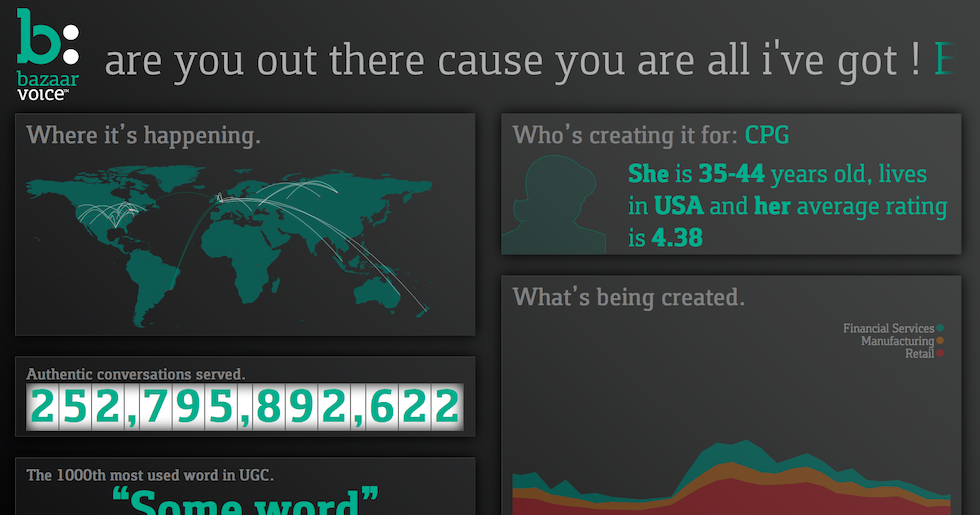 b:
bazaar
voice™
are you out there cause you are all i've got !
Where it's happening.
Authentic conversations served.
252,795,892,622
The 1000th most used word in UGC.
“Some word”
Who's creating it for: CPG
She is 35-44 years old, lives
in USA and her average rating
is 4.38
What's being created.
Financial Services
Manufacturing
Retail